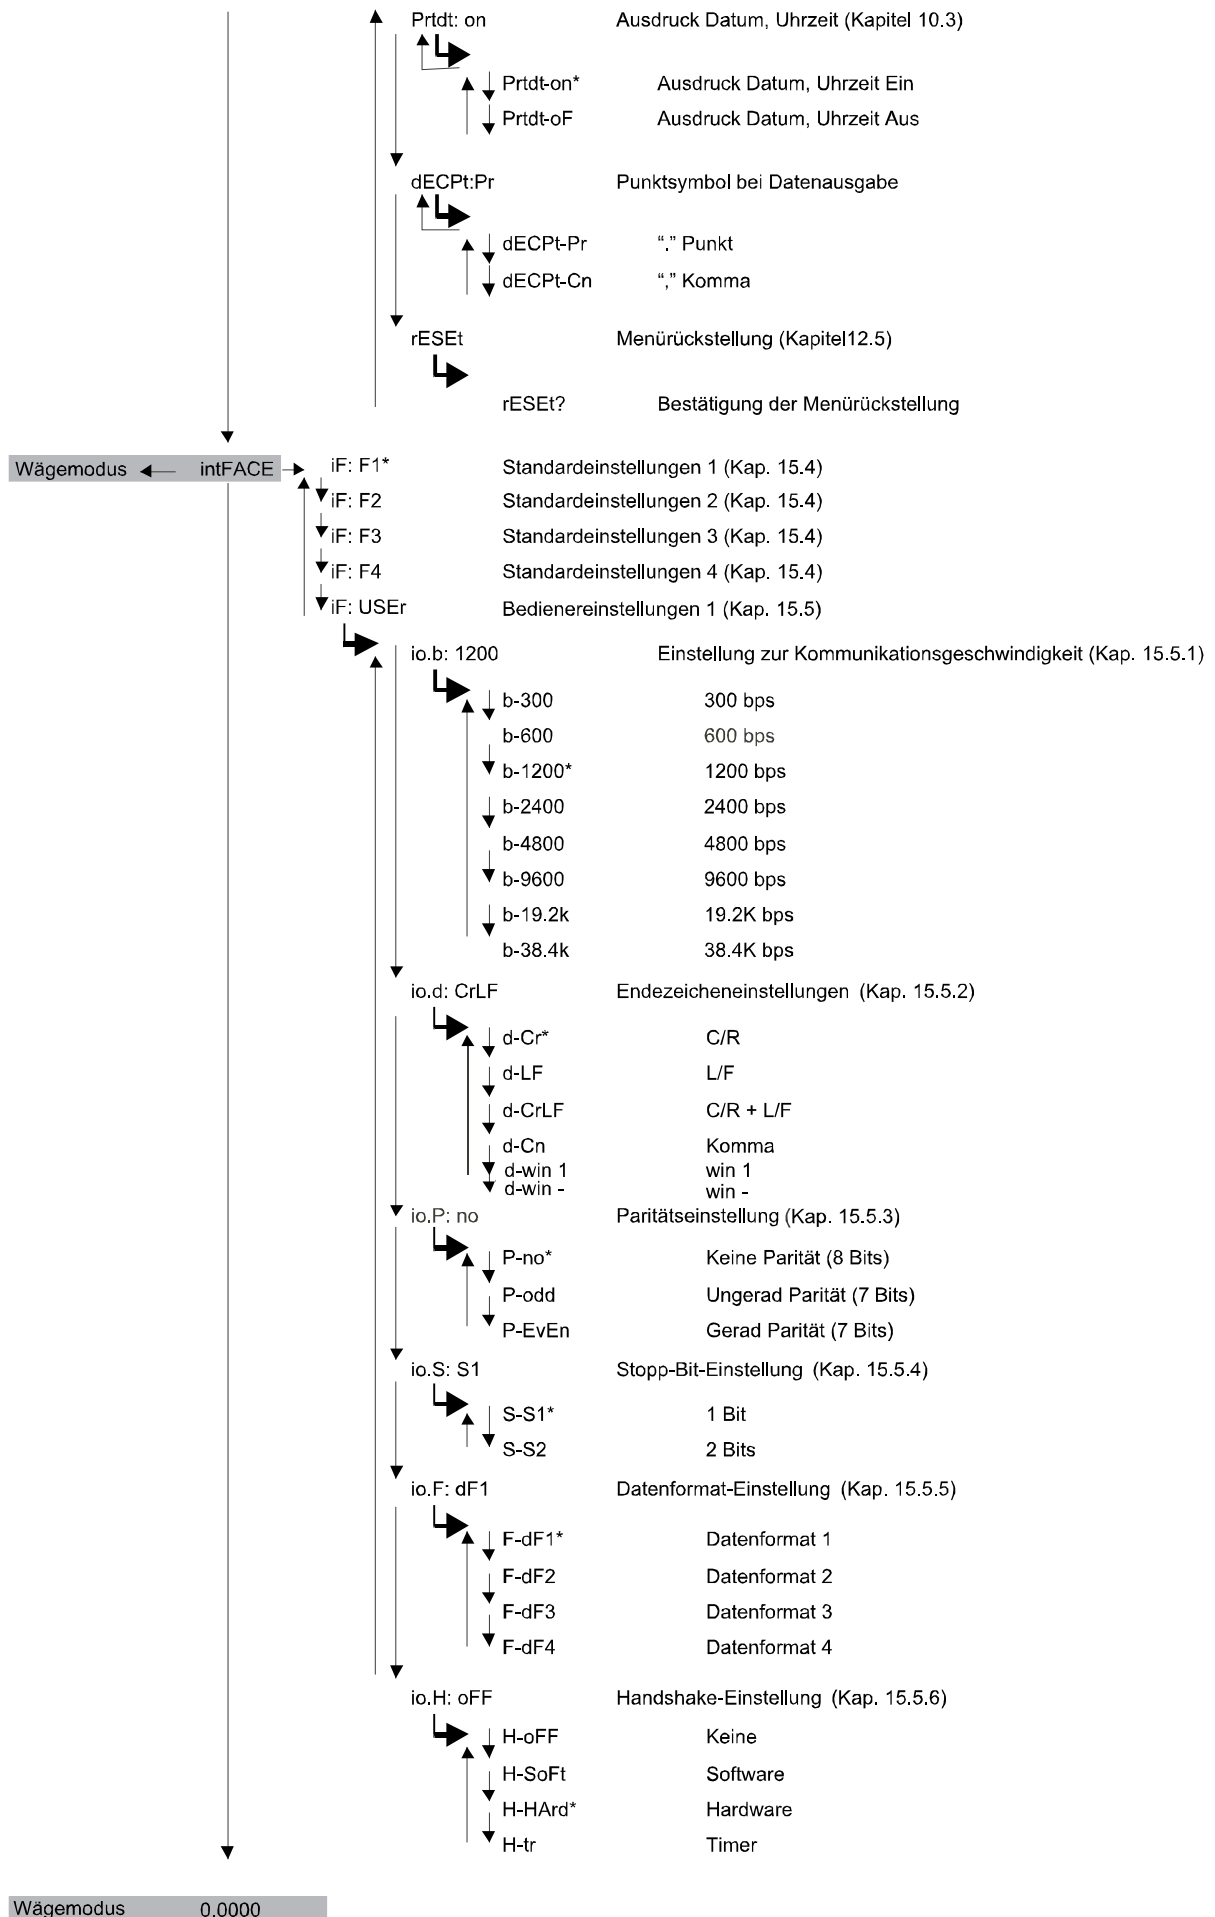 Prtdt: on Ausdruck Datum, Uhrzeit (Kapitel 10.3)
Prtdt-on* Ausdruck Datum, Uhrzeit Ein
Prtdt-oF Ausdruck Datum, Uhrzeit Aus
dECPt:Pr Punktsymbol bei Datenausgabe
dECPt-Pr “.” Punkt
dECPt-Cn “,” Komma
rESEt Menürückstellung (Kapitel12.5)
rESEt? Bestätigung der Menürückstellung
Wägemodus intFACE iF: F1* Standardeinstellungen 1 (Kap. 15.4)
iF: F2 Standardeinstellungen 2 (Kap. 15.4)
iF: F3 Standardeinstellungen 3 (Kap. 15.4)
iF: F4 Standardeinstellungen 4 (Kap. 15.4)
iF: USEr Bedienereinstellungen 1 (Kap. 15.5)
io.b: 1200 Einstellung zur Kommunikationsgeschwindigkeit (Kap. 15.5.1)
b-300 300 bps
b-600 600 bps
b-1200* 1200 bps
b-2400 2400 bps
b-4800 4800 bps
b-9600 9600 bps
b-19.2k 19.2K bps
b-38.4k 38.4K bps
io.d: CrLF Endezeicheneinstellungen (Kap. 15.5.2)
d-Cr* C/R
d-LF L/F
d-CrLF C/R + L/F
d-Cn Komma
d-win 1 win 1
d-win - win -
io.P: no Paritätseinstellung (Kap. 15.5.3)
P-no* Keine Parität (8 Bits)
P-odd Ungerad Parität (7 Bits)
P-EvEn Gerad Parität (7 Bits)
io.S: S1 Stopp-Bit-Einstellung (Kap. 15.5.4)
S-S1* 1 Bit
S-S2 2 Bits
io.F: dF1 Datenformat-Einstellung (Kap. 15.5.5)
F-dF1* Datenformat 1
F-dF2 Datenformat 2
F-dF3 Datenformat 3
F-dF4 Datenformat 4
io.H: oFF Handshake-Einstellung (Kap. 15.5.6)
H-oFF Keine
H-SoFt Software
H-HArd* Hardware
H-tr Timer
Wägemodus 0.0000